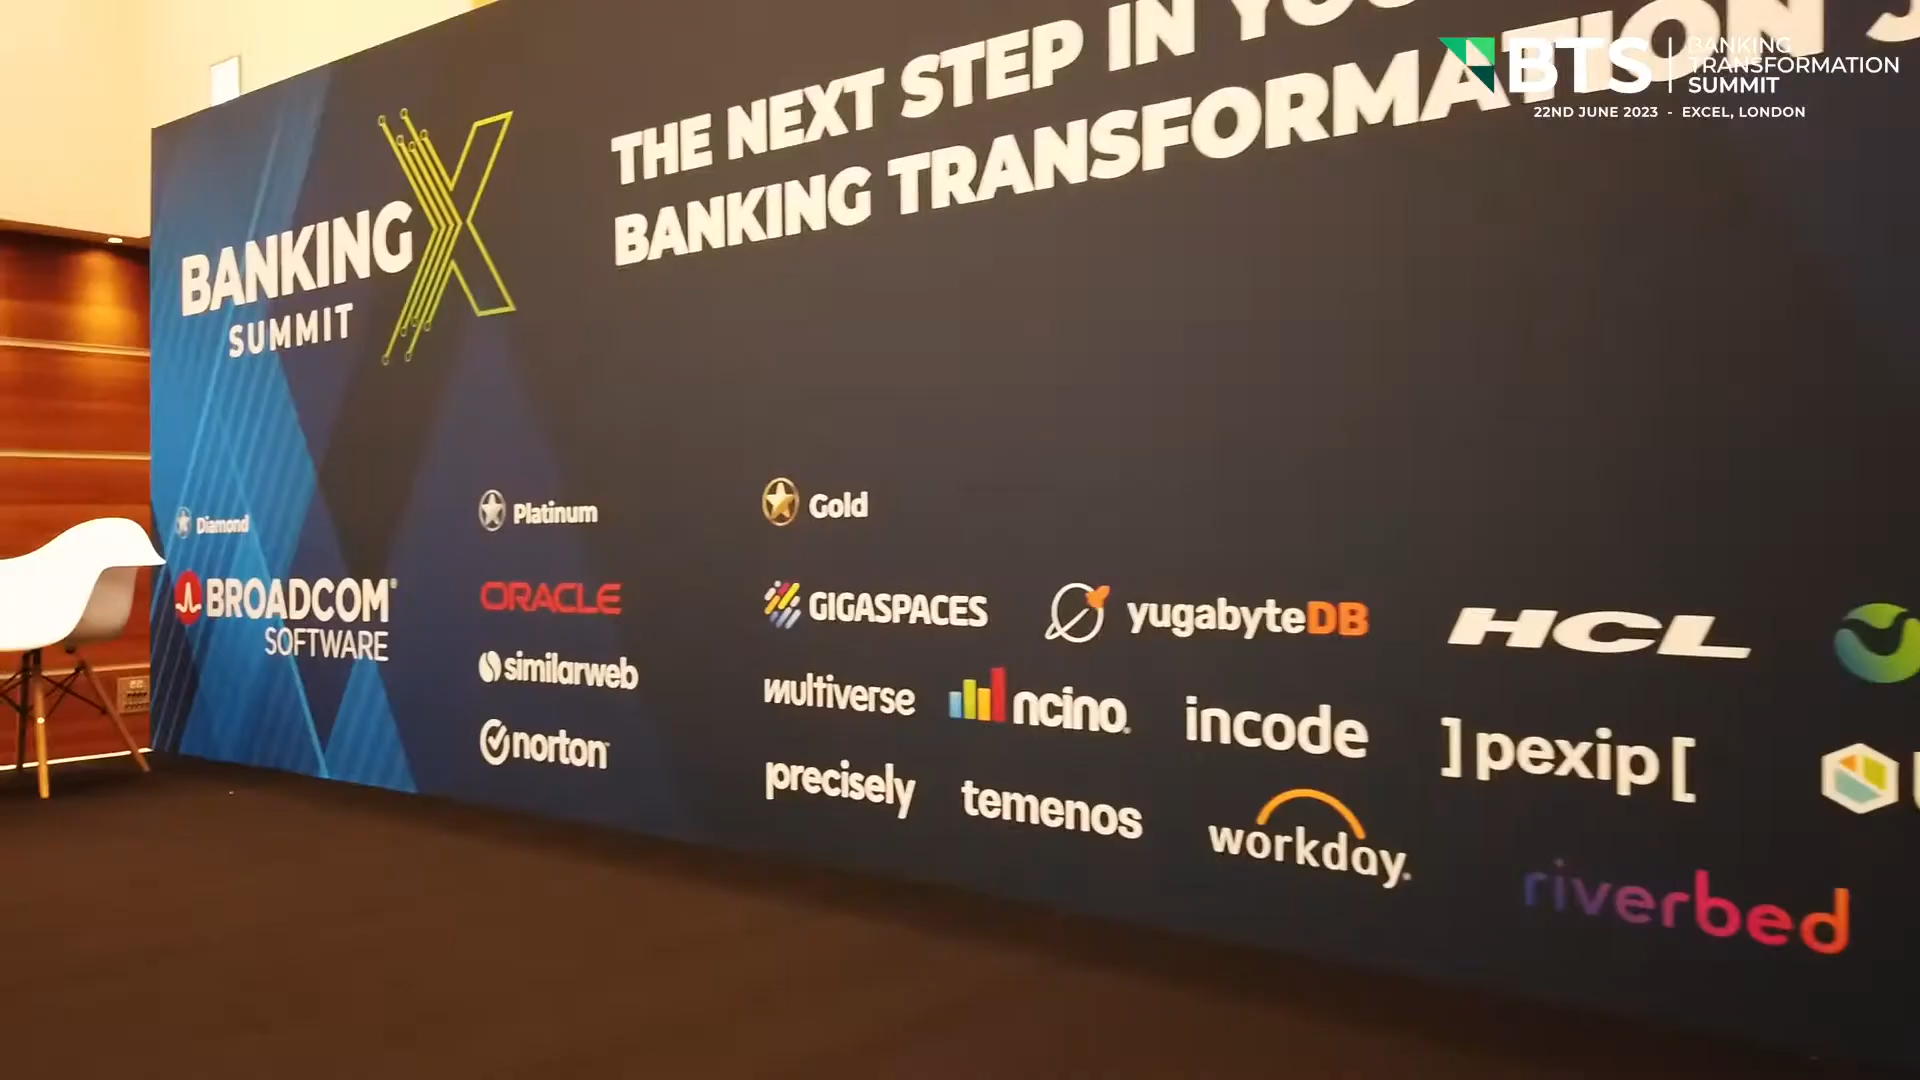 THE NEXT STEP IN
BANKING TRANSFORMATION
BANKING X
SUMMIT
BTS
BANKING
TRANSFORMATION
SUMMIT
22ND JUNE 2023 - EXCEL, LONDON
Diamond
BROADCOM®
SOFTWARE
Platinum
ORACLE
similarweb
norton
Gold
GIGASPACES
yugabyteDB
HCL
multiverse
ncino.
incode
]pexip[
precisely
temenos
workday.
riverbed